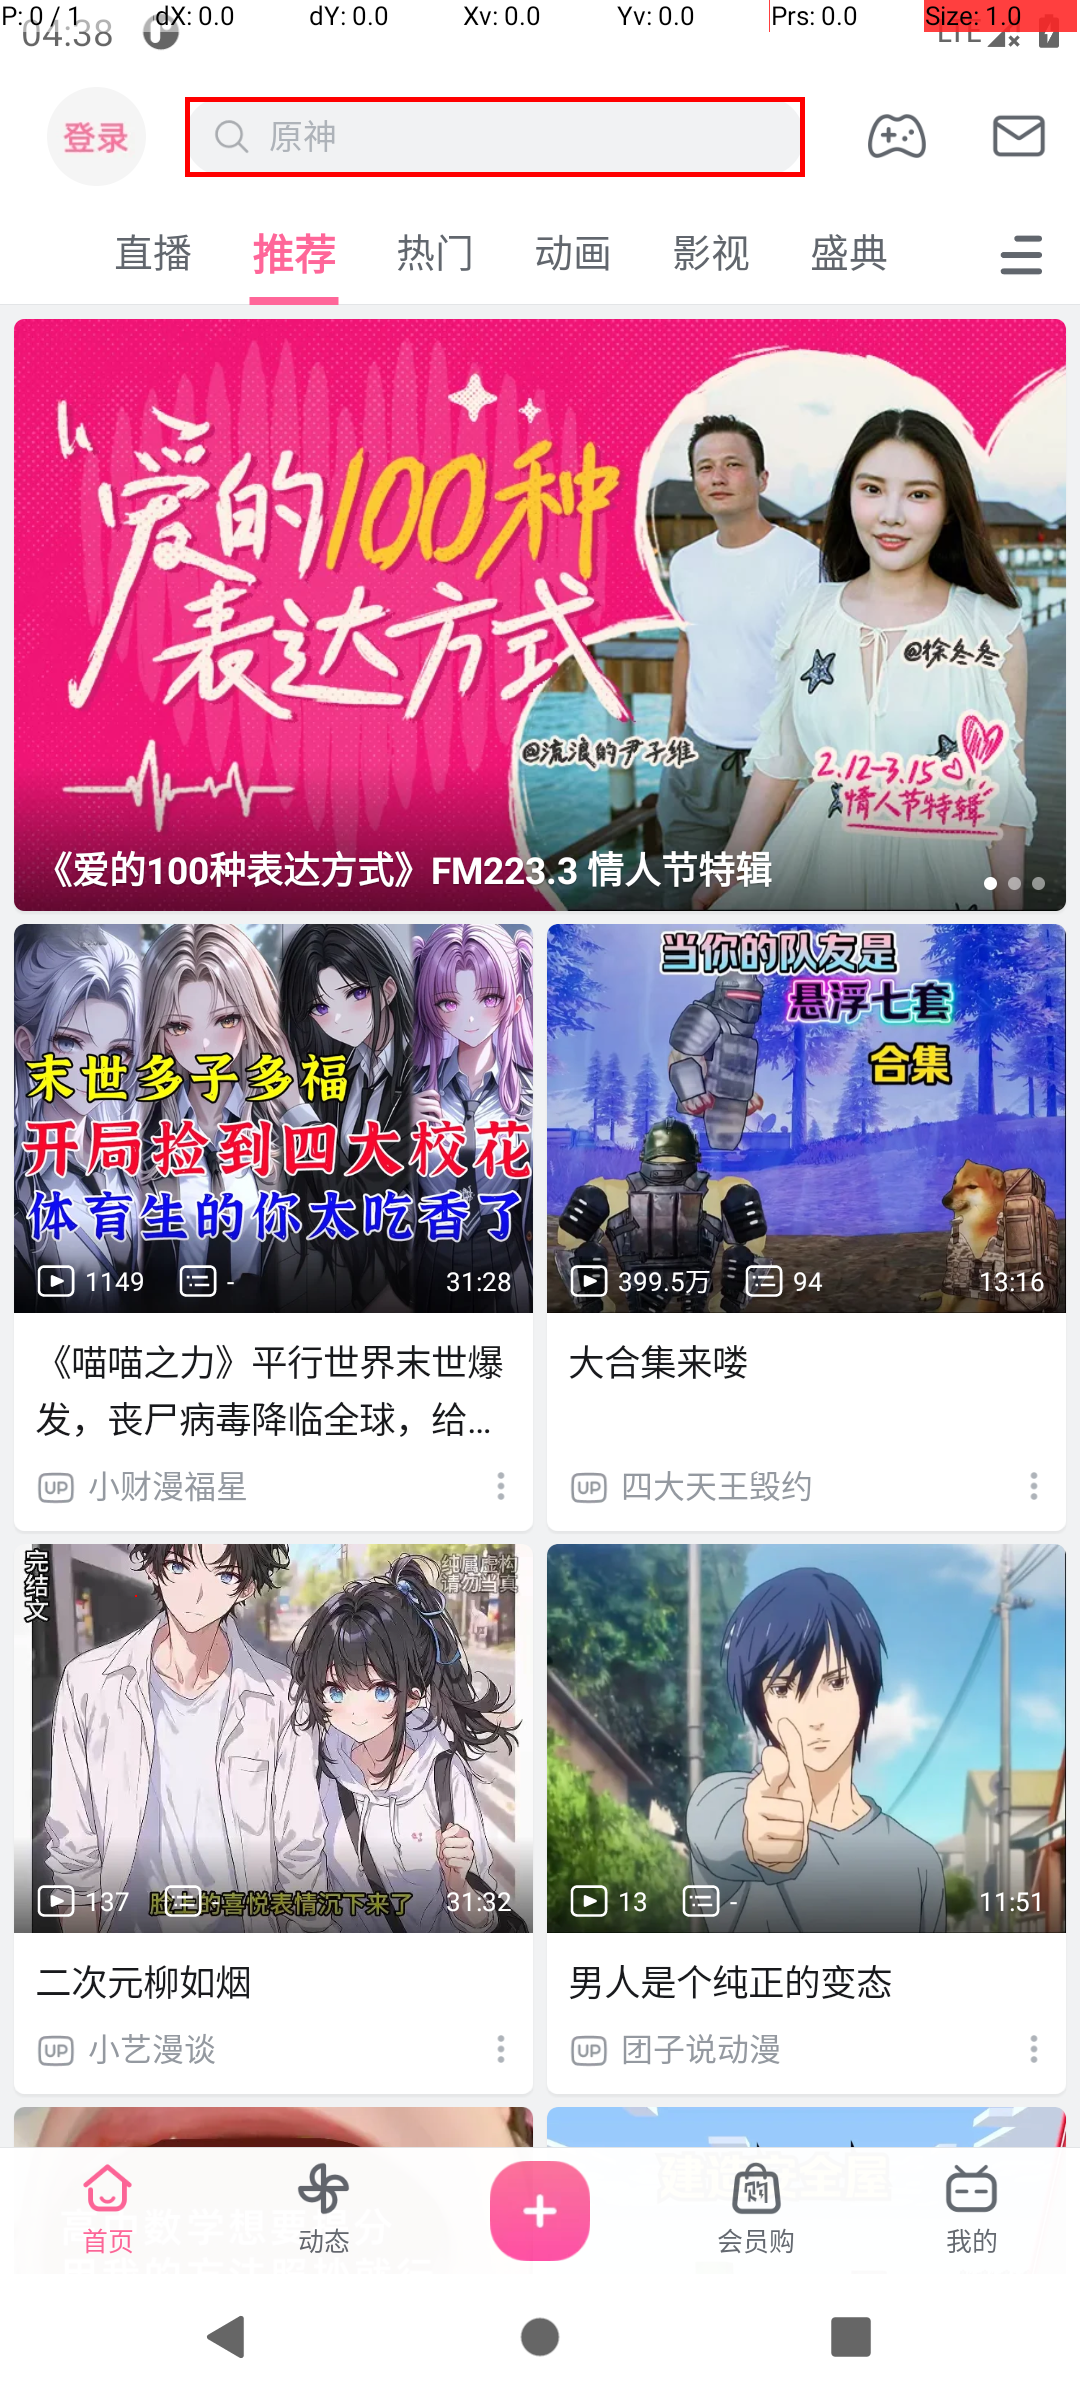 P: 0 / 1
dX: 0.0
dY: 0.0
Xv: 0.0
Yv: 0.0
Prs: 0.0
Size: 1.0
04:38
LTE
登录
原神
直播
推荐
热门
动画
影视
盛典
爱的100种
表达方式
@徐冬冬
@流浪的尹子维
2.12-3.15
情人节特辑
《爱的100种表达方式》FM223.3 情人节特辑
末世多子多福
开局捡到四大校花
体育生的你太吃香了
1149
-
31:28
当你的队友是
悬浮七套
合集
399.5万
94
13:16
《喵喵之力》平行世界末世爆
发，丧尸病毒降临全球，给...
UP 小财漫福星
大合集来喽
UP 四大天王毁约
完结文
纯属虚构
请勿当真
脸上的喜悦表情沉下来了
137
-
31:32
13
-
11:51
二次元柳如烟
UP 小艺漫谈
男人是个纯正的变态
UP 团子说动漫
首页
动态
购
会员购
我的